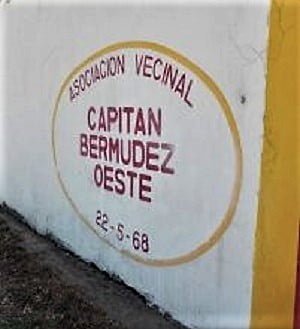 ASOCIACION VECINAL
CAPITAN
BERMUDEZ
OESTE
22-5-68